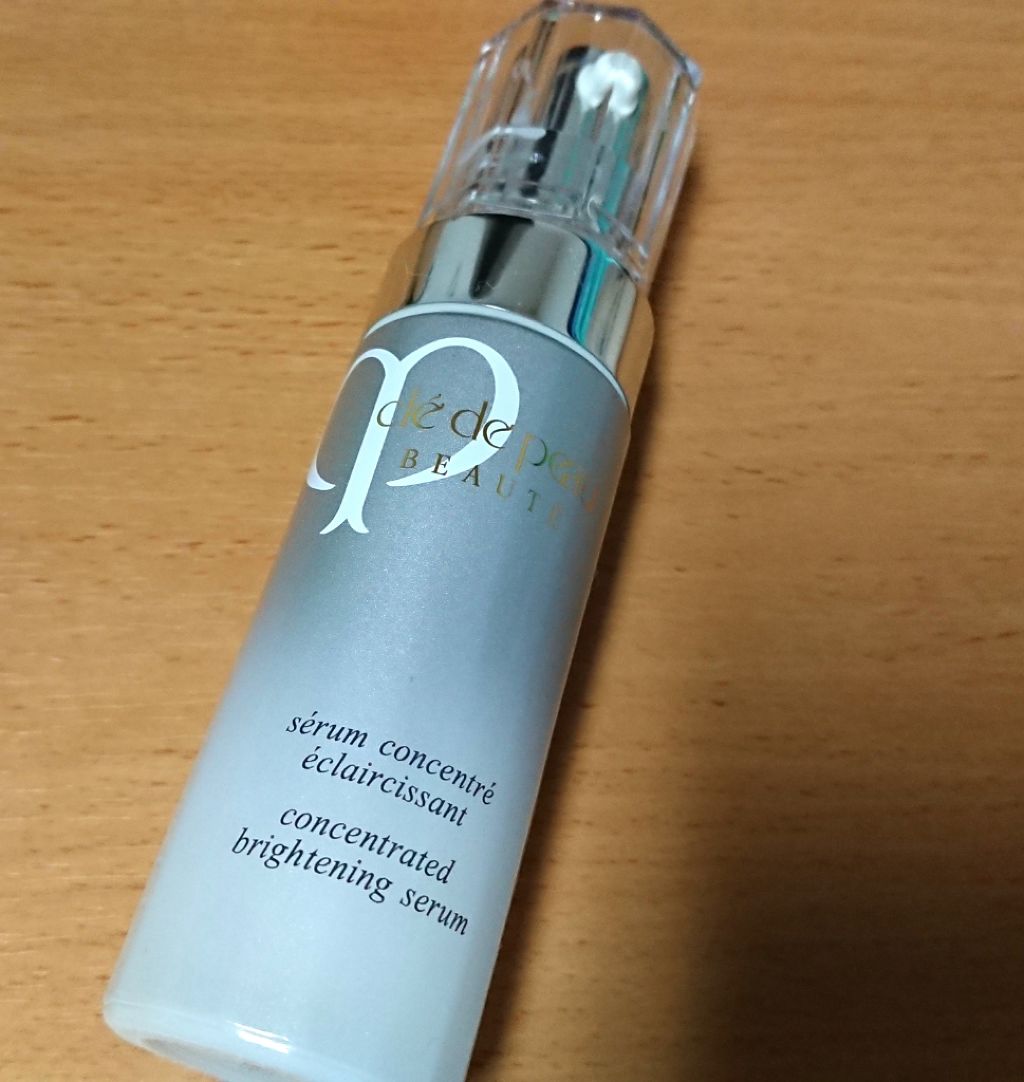 clé de peau
BEAUTÉ
sérum concentré
éclaircissant
concentrated
brightening serum